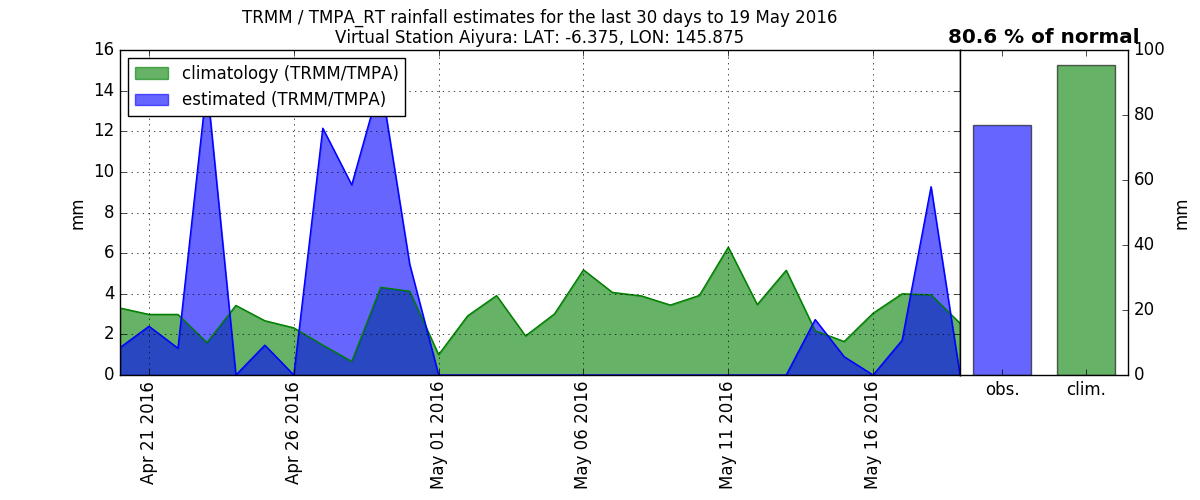 TRMM / TMPA_RT rainfall estimates for the last 30 days to 19 May 2016
Virtual Station Aiyura: LAT: -6.375, LON: 145.875
80.6 % of normal
climatology (TRMM/TMPA)
estimated (TRMM/TMPA)
mm
16
14
12
10
8
6
4
2
0
Apr 21 2016
Apr 26 2016
May 01 2016
May 06 2016
May 11 2016
May 16 2016
100
80
60
40
20
0
mm
obs.
clim.